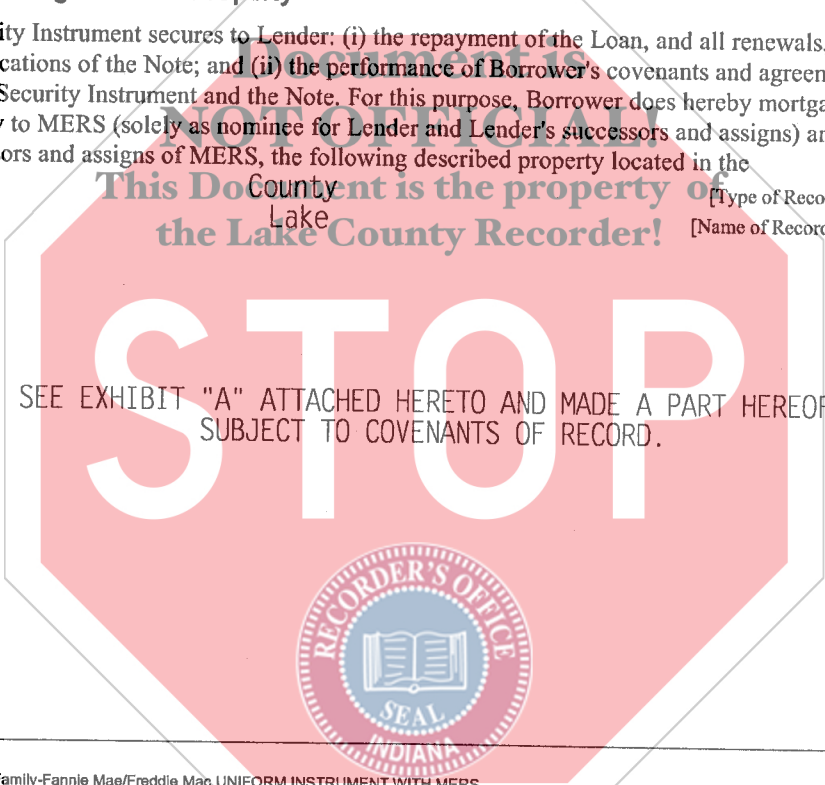 ity Instrument secures to Lender: (i) the repayment of the Loan, and all renewals,
cations of the Note; and (ii) the performance of Borrower's covenants and agreen
Security Instrument and the Note. For this purpose, Borrower does hereby mortga
y to MERS (solely as nominee for Lender and Lender's successors and assigns) an
ors and assigns of MERS, the following described property located in the
County [Type of Reco
Lake [Name of Record
Document is
NOT OFFICIAL!
This Document is the property of
the Lake County Recorder!
STOP
SEE EXHIBIT "A" ATTACHED HERETO AND MADE A PART HEREOF
SUBJECT TO COVENANTS OF RECORD.
RECORDER'S OFFICE
SEAL
INDIANA
Family-Fannie Mae/Freddie Mac UNIFORM INSTRUMENT WITH MERS